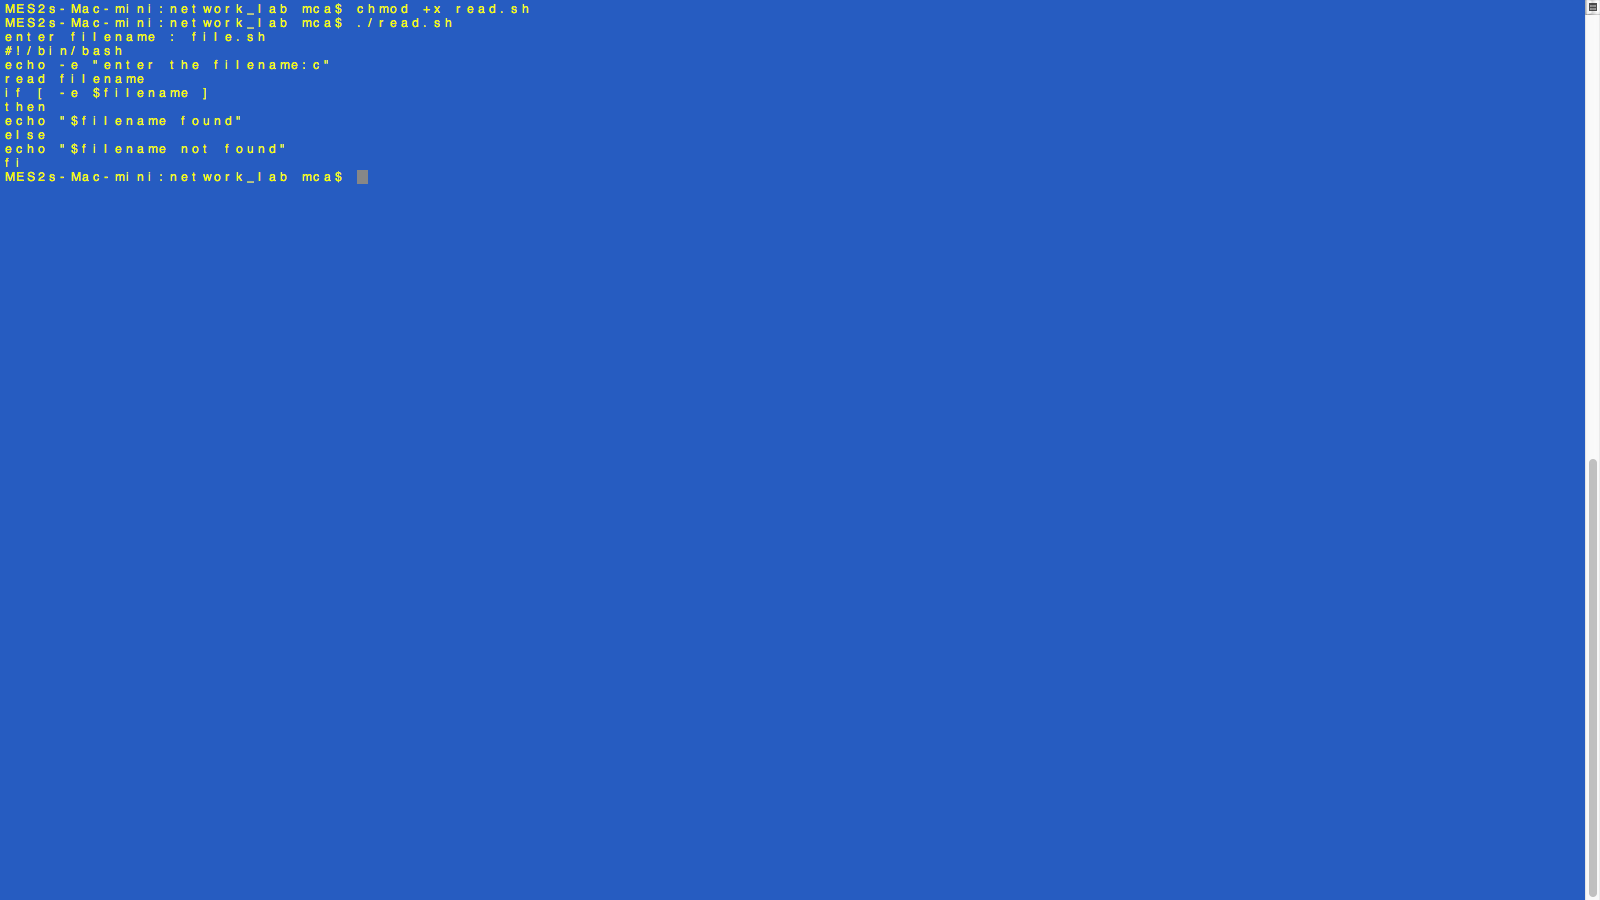 MES2s-Mac-mini:network_lab mca$ chmod +x read.sh
MES2s-Mac-mini:network_lab mca$ ./read.sh
enter filename : file.sh
#!/bin/bash
echo -e "enter the filename:c"
read filename
if [ -e $filename ]
then
echo "$filename found"
else
echo "$filename not found"
fi
MES2s-Mac-mini:network_lab mca$